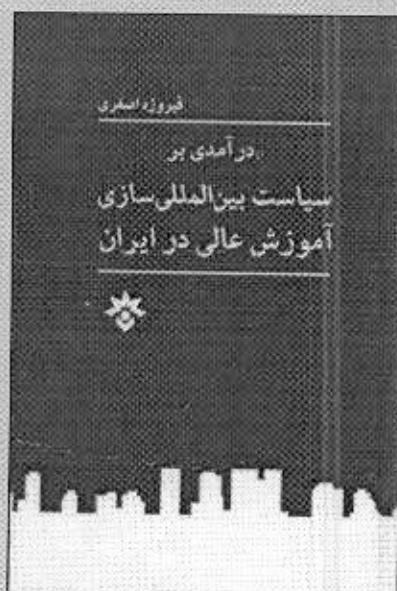 فیروزه اصغری
درآمدی بر
سیاست بین‌المللی‌سازی
آموزش عالی در ایران